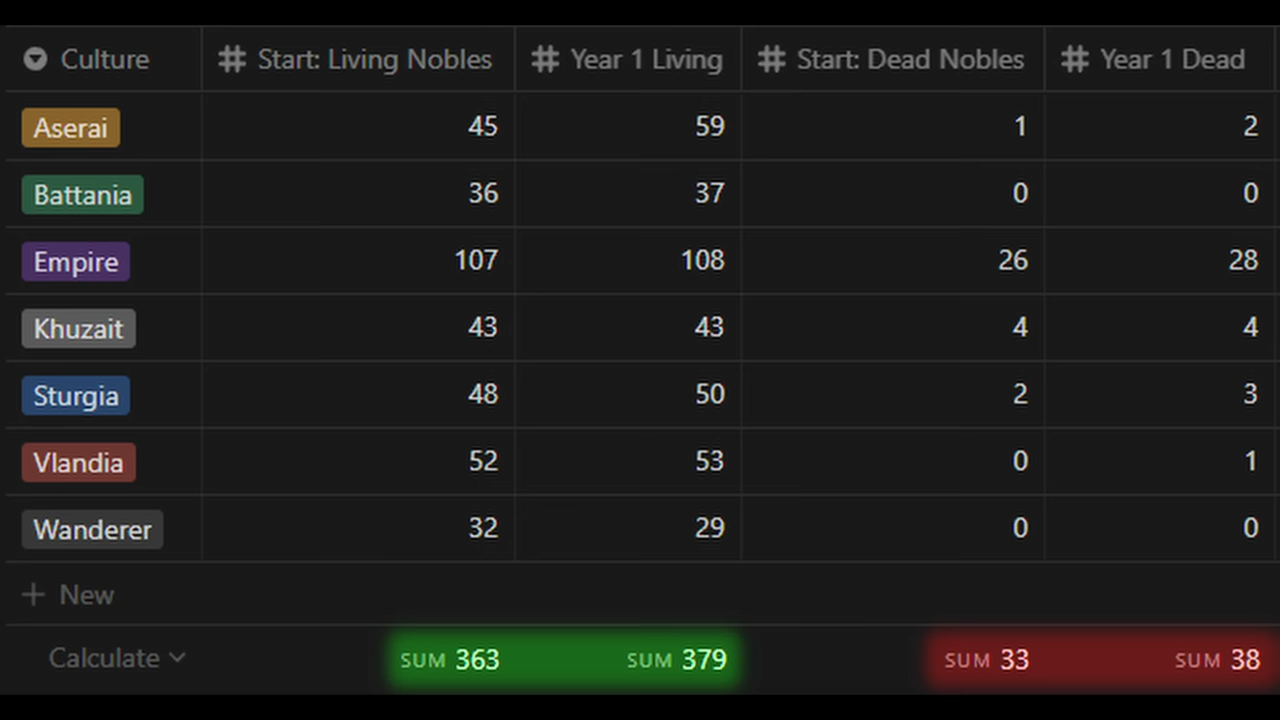 Culture # Start: Living Nobles # Year 1 Living # Start: Dead Nobles # Year 1 Dead
Aserai 45 59 1 2
Battania 36 37 0 0
Empire 107 108 26 28
Khuzait 43 43 4 4
Sturgia 48 50 2 3
Vlandia 52 53 0 1
Wanderer 32 29 0 0
+ New
Calculate SUM 363 SUM 379 SUM 33 SUM 38